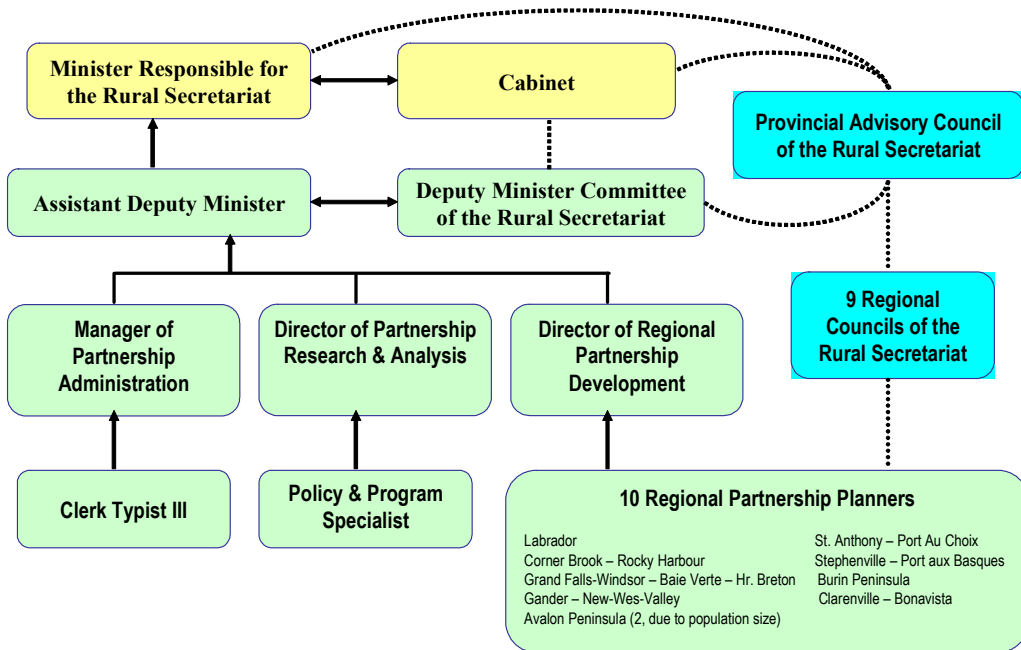 Minister Responsible for
the Rural Secretariat
Cabinet
Provincial Advisory Council
of the Rural Secretariat
Assistant Deputy Minister
Deputy Minister Committee
of the Rural Secretariat
9 Regional
Councils of the
Rural Secretariat
Manager of
Partnership
Administration
Director of Partnership
Research & Analysis
Director of Regional
Partnership
Development
Clerk Typist III
Policy & Program
Specialist
10 Regional Partnership Planners
Labrador
Corner Brook – Rocky Harbour
Grand Falls-Windsor – Baie Verte – Hr. Breton
Gander – New-Wes-Valley
Avalon Peninsula (2, due to population size)
St. Anthony – Port Au Choix
Stephenville – Port aux Basques
Burin Peninsula
Clarenville – Bonavista